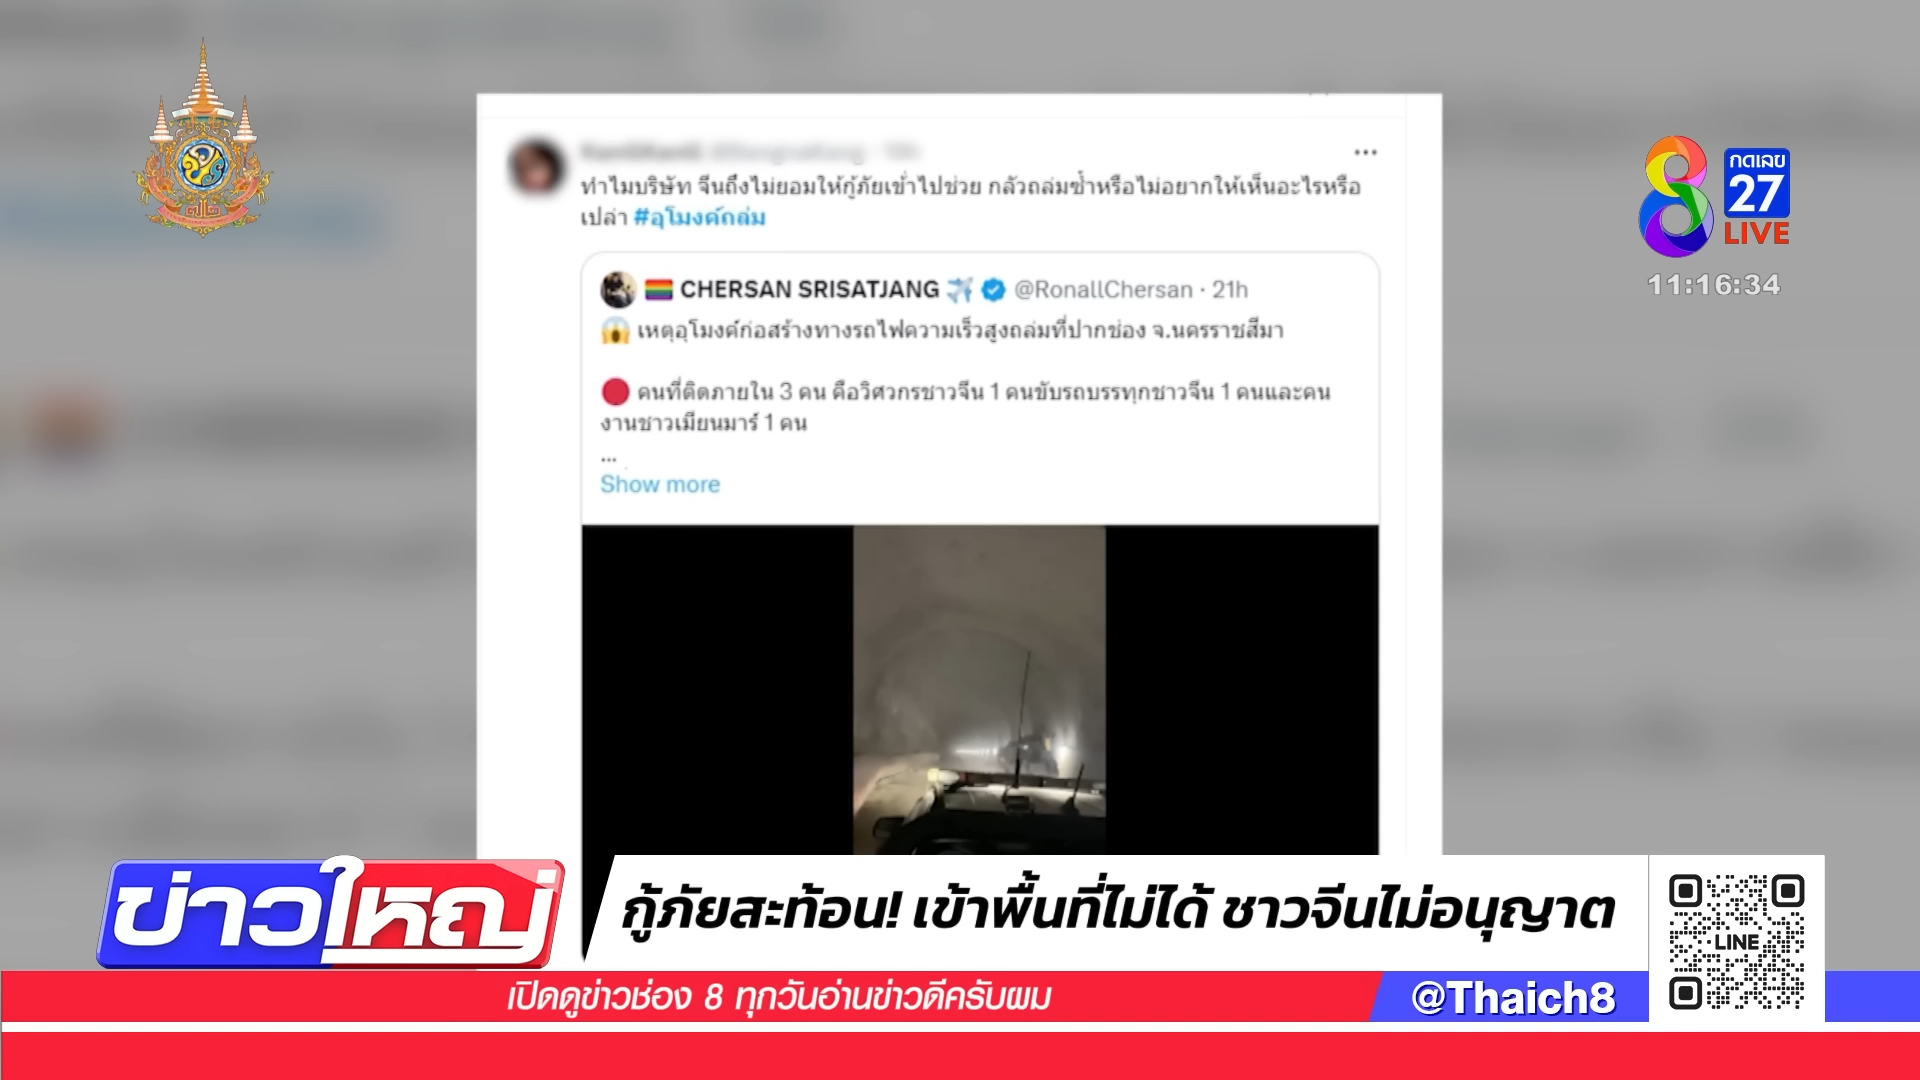 กดเลข
27
LIVE
11:16:34
ทำไมบริษัท จีนถึงไม่ยอมให้กู้ภัยเข้าไปช่วย กลัวถล่มซ้ำหรือไม่อยากให้เห็นอะไรหรือ
เปล่า #อุโมงค์ถล่ม
CHERSAN SRISATJANG @RonallChersan · 21h
เหตุอุโมงค์ก่อสร้างทางรถไฟความเร็วสูงถล่มที่ปากช่อง จ.นครราชสีมา
คนที่ติดภายใน 3 คน คือวิศวกรชาวจีน 1 คนขับรถบรรทุกชาวจีน 1 คนและคน
งานชาวเมียนมาร์ 1 คน
...
Show more
ข่าวใหญ่
กู้ภัยสะท้อน! เข้าพื้นที่ไม่ได้ ชาวจีนไม่อนุญาต
LINE
เปิดดูข่าวช่อง 8 ทุกวันอ่านข่าวดีครับผม
@Thaich8